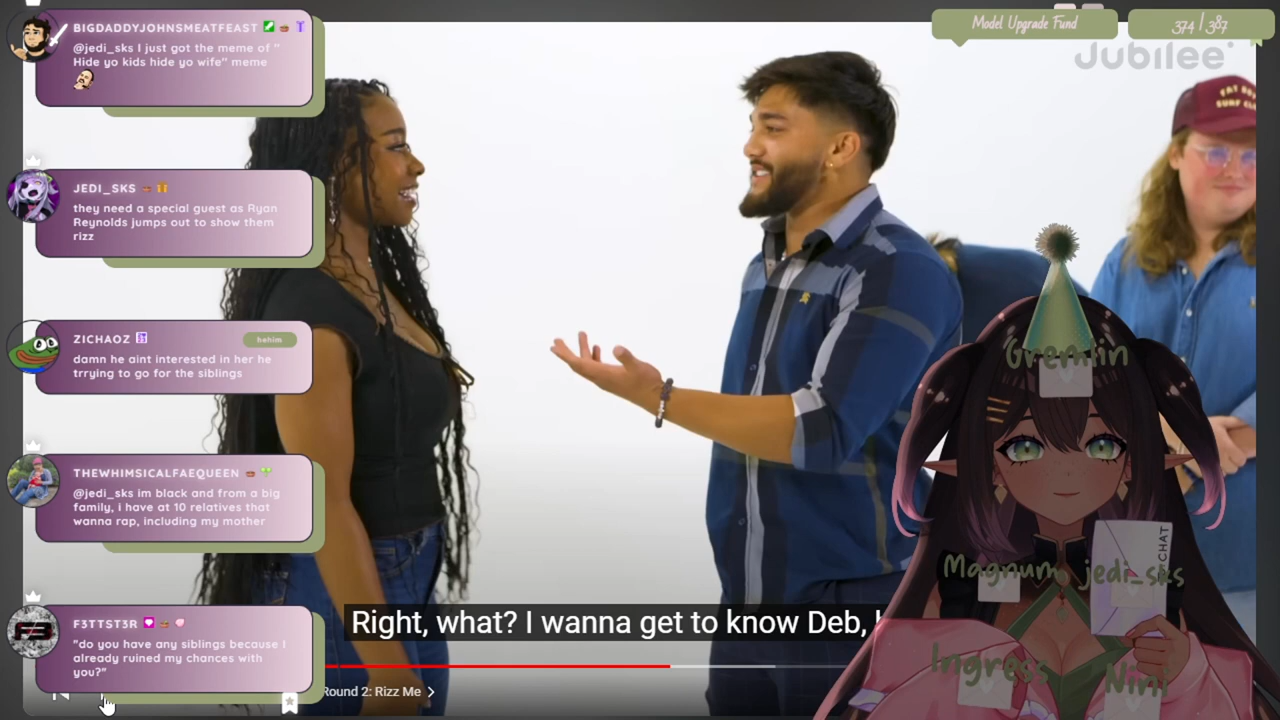 BIGDADDYJOHNSMEATFEAST
@jedi_sks I just got the meme of "
Hide yo kids hide yo wife" meme
JEDI_SKS
they need a special guest as Ryan
Reynolds jumps out to show them
rizz
ZICHAOZ
hehim
damn he aint interested in her he
trrying to go for the siblings
THEWHIMSICALFAEQUEEN
@jedi_sks im black and from a big
family, i have at 10 relatives that
wanna rap, including my mother
F3TTST3R
"do you have any siblings because I
already ruined my chances with
you?"
Model Upgrade Fund
374 / 387
Jubilee
Gremlin
CHAT
Magnum
jedi_sks
Ingress
Nini
Right, what? I wanna get to know Deb,
Round 2: Rizz Me